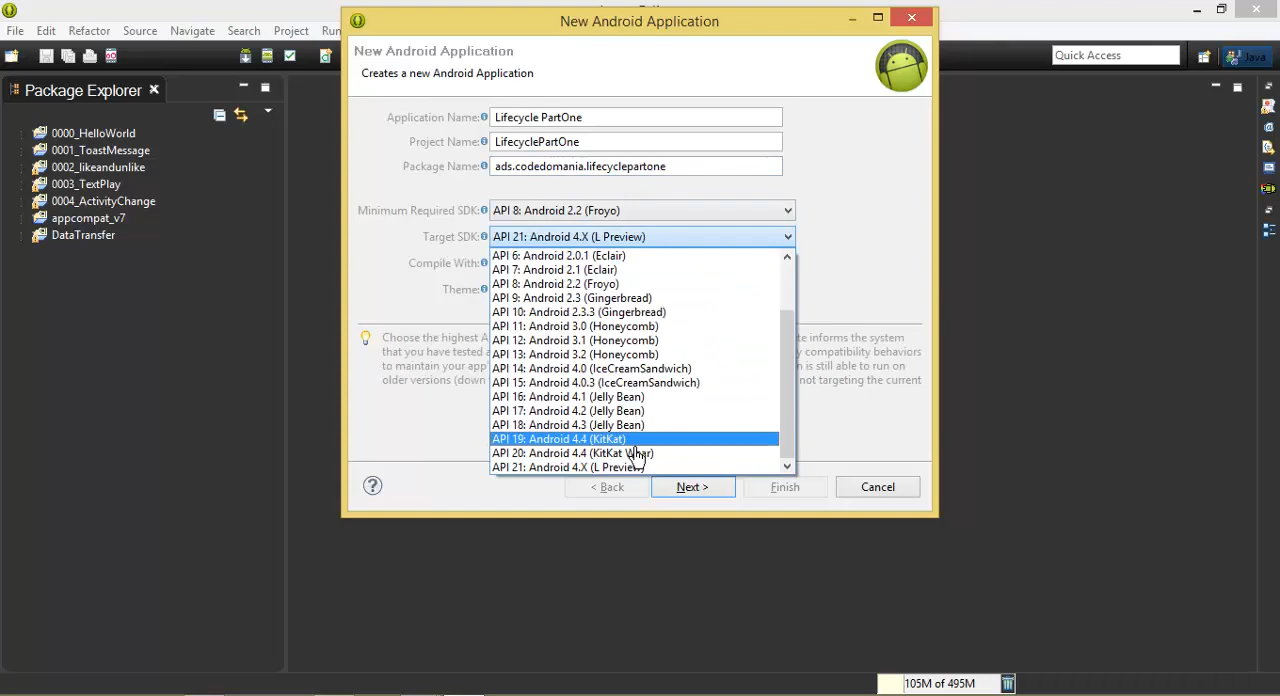 New Android Application
File Edit Refactor Source Navigate Search Project Run
Quick Access
Java
Package Explorer
0000_HelloWorld
0001_ToastMessage
0002_likeandunlike
0003_TextPlay
0004_ActivityChange
appcompat_v7
DataTransfer
New Android Application
Creates a new Android Application
Application Name: Lifecycle PartOne
Project Name: LifecyclePartOne
Package Name: ads.codedomania.lifecyclepartone
Minimum Required SDK: API 8: Android 2.2 (Froyo)
Target SDK: API 21: Android 4.X (L Preview)
Compile With:
Theme:
API 6: Android 2.0.1 (Eclair)
API 7: Android 2.1 (Eclair)
API 8: Android 2.2 (Froyo)
API 9: Android 2.3 (Gingerbread)
API 10: Android 2.3.3 (Gingerbread)
API 11: Android 3.0 (Honeycomb)
API 12: Android 3.1 (Honeycomb)
API 13: Android 3.2 (Honeycomb)
API 14: Android 4.0 (IceCreamSandwich)
API 15: Android 4.0.3 (IceCreamSandwich)
API 16: Android 4.1 (Jelly Bean)
API 17: Android 4.2 (Jelly Bean)
API 18: Android 4.3 (Jelly Bean)
API 19: Android 4.4 (KitKat)
API 20: Android 4.4 (KitKat
API 21: Android 4.X (L Preview)
Choose the highest A te informs the system
that you have tested a compatibility behaviors
to maintain your app' n is still able to run on
older versions (down not targeting the current
< Back
Next >
Finish
Cancel
105M of 495M